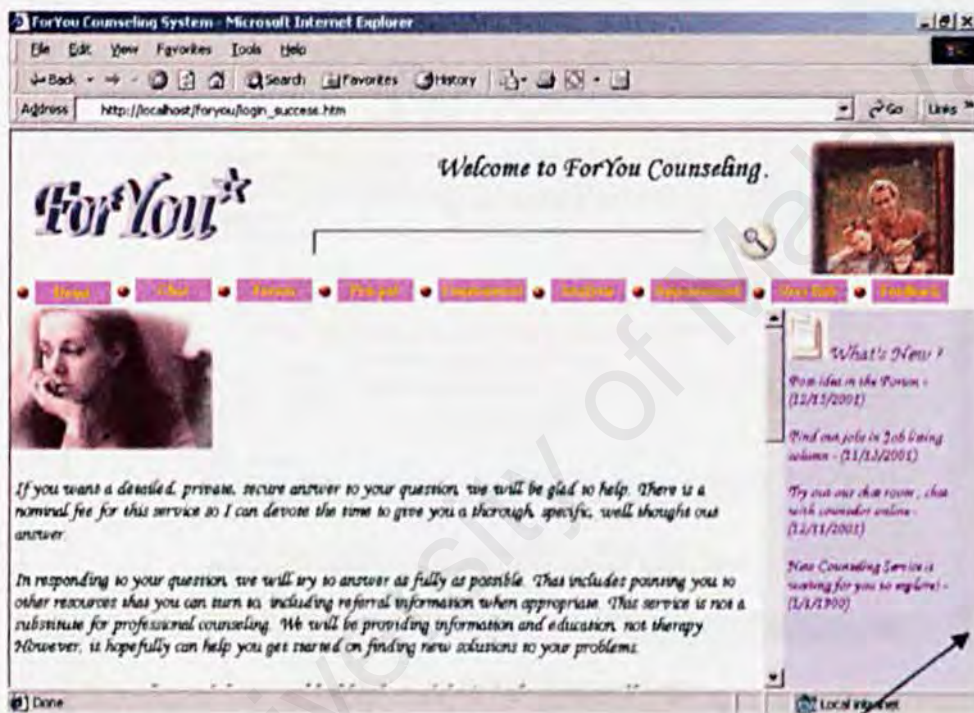 ForYou Counseling System - Microsoft Internet Explorer
File Edit View Favorites Tools Help
Back Search Favorites History
Address http://localhost/foryou/login_success.htm Go Links
Welcome to ForYou Counseling.
ForYou
Chat Forum Appointment Feedback
What's New ?
Post idea in the Forum -
(12/15/2001)
Find out jobs in Job listing
column - (11/12/2001)
Try out our chat room , chat
with counselor online -
(12/11/2001)
New Counseling Service is
waiting for you to explore! -
(1/1/1990)
If you want a detailed, private, secure answer to your question, we will be glad to help. There is a
nominal fee for this service so I can devote the time to give you a thorough, specific, well thought out
answer.
In responding to your question, we will try to answer as fully as possible. That includes pointing you to
other resources that you can turn to, including referral information when appropriate. This service is not a
substitute for professional counseling. We will be providing information and education, not therapy
However, it hopefully can help you get started on finding new solutions to your problems.
Done Local intranet
University of Malaya